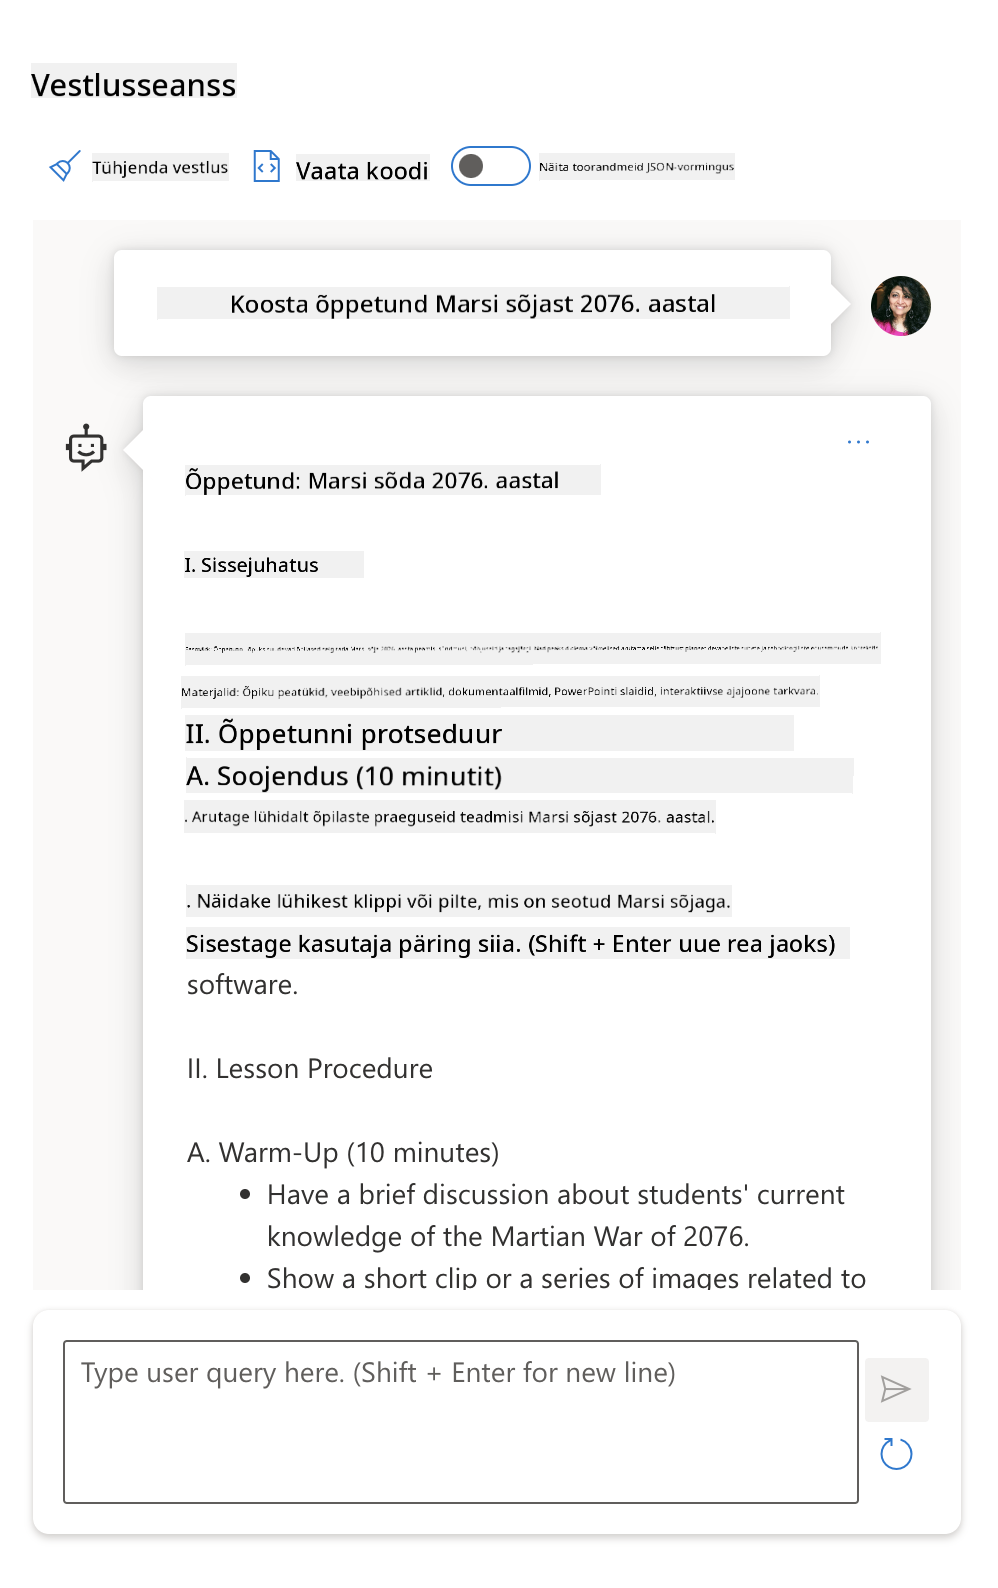 Vestlusseanss
Tühjenda vestlus
Vaata koodi
Näita toorandmeid JSON-vormingus
Koosta õppetund Marsi sõjast 2076. aastal
Õppetund: Marsi sõda 2076. aastal
I. Sissejuhatus
Materjalid: Õpiku peatükid, veebipõhised artiklid, dokumentaalfilmid, PowerPointi slaidid, interaktiivse ajajoone tarkvara.
II. Õppetunni protseduur
A. Soojendus (10 minutit)
. Arutage lühidalt õpilaste praeguseid teadmisi Marsi sõjast 2076. aastal.
. Näidake lühikest klippi või pilte, mis on seotud Marsi sõjaga.
Sisestage kasutaja päring siia. (Shift + Enter uue rea jaoks)
software.
II. Lesson Procedure
A. Warm-Up (10 minutes)
• Have a brief discussion about students' current
knowledge of the Martian War of 2076.
• Show a short clip or a series of images related to
Type user query here. (Shift + Enter for new line)